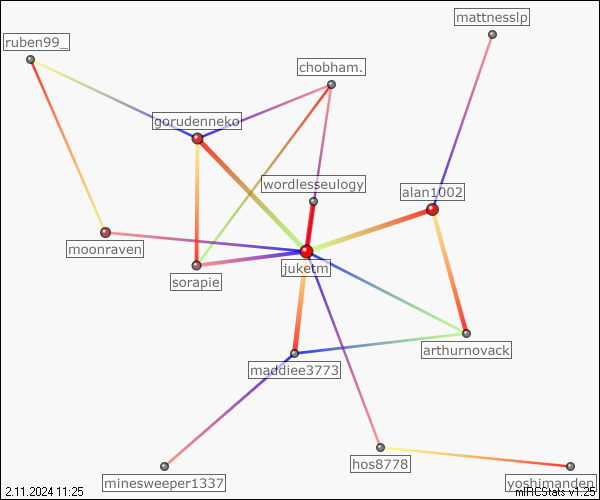 mattnesslp
ruben99_
chobham.
gorudenneko
wordlesseulogy
alan1002
moonraven
juketm
sorapie
arthurnovack
maddiee3773
hos8778
minesweeper1337
yoshimanden
2.11.2024 11:25
mIRCStats v1.25